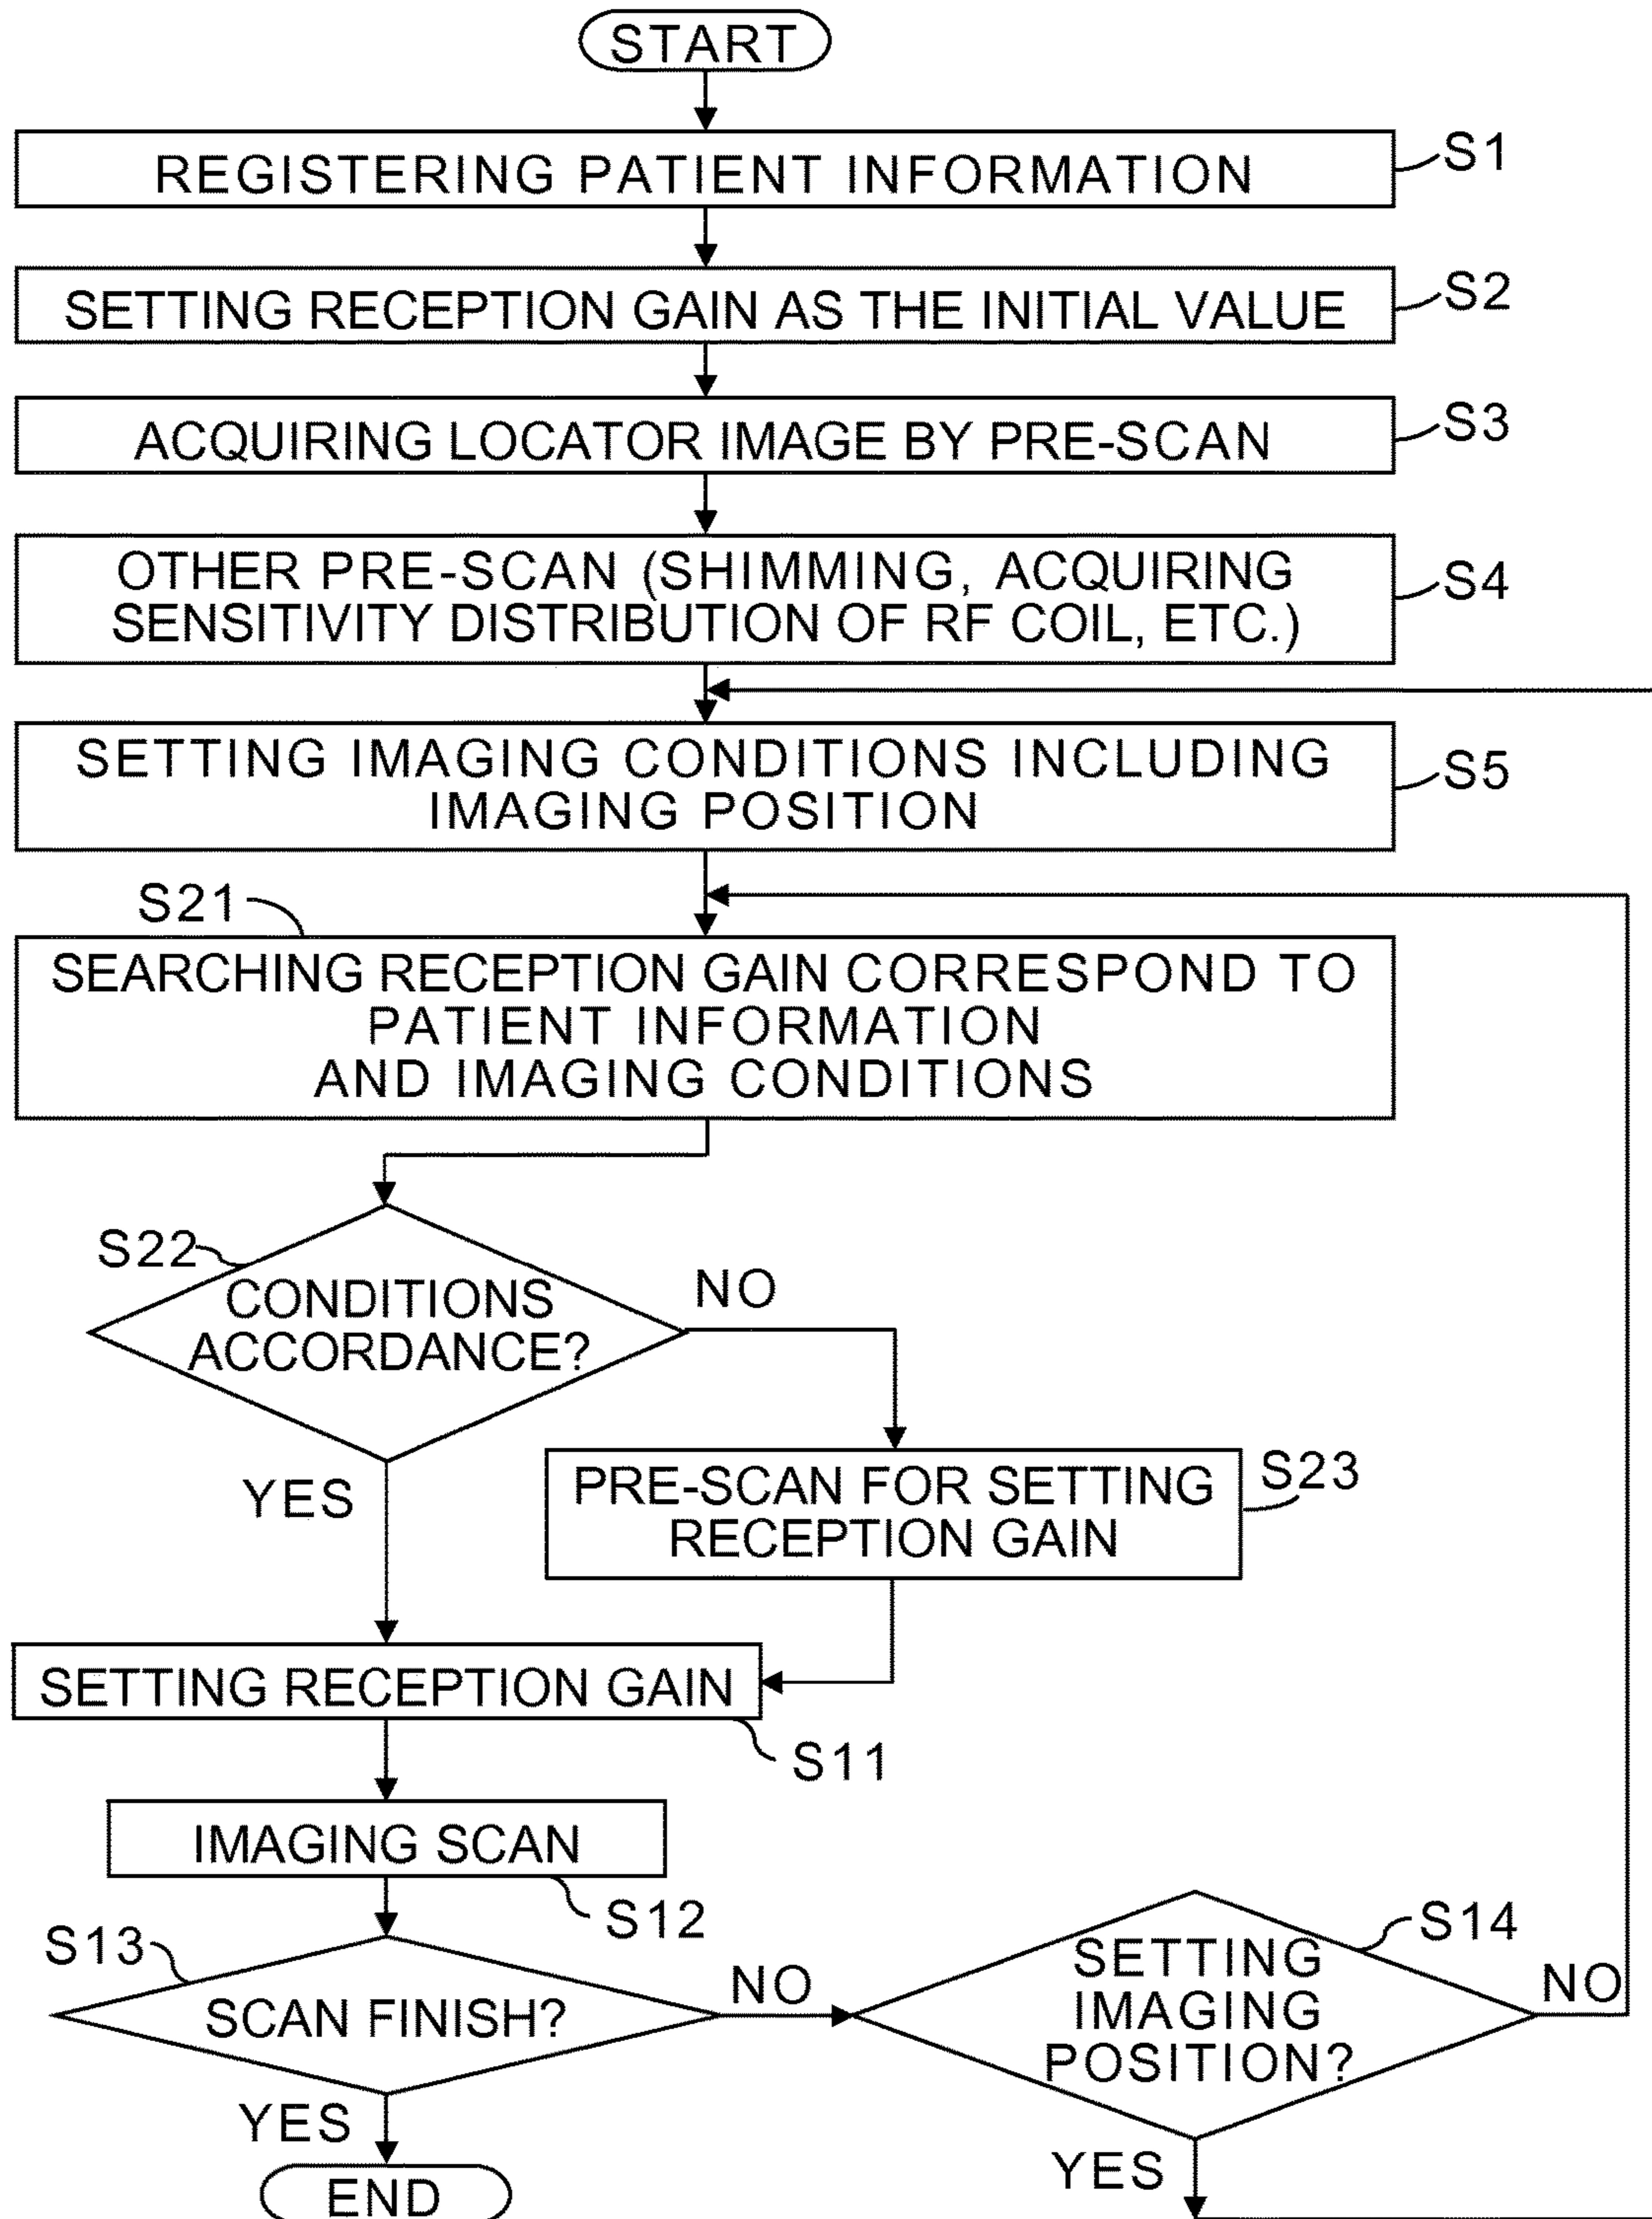 START
REGISTERING PATIENT INFORMATION
S1
SETTING RECEPTION GAIN AS THE INITIAL VALUE
S2
ACQUIRING LOCATOR IMAGE BY PRE-SCAN
S3
OTHER PRE-SCAN (SHIMMING, ACQUIRING
SENSITIVITY DISTRIBUTION OF RF COIL, ETC.)
S4
SETTING IMAGING CONDITIONS INCLUDING
IMAGING POSITION
S5
S21
SEARCHING RECEPTION GAIN CORRESPOND TO
PATIENT INFORMATION
AND IMAGING CONDITIONS
S22
CONDITIONS
ACCORDANCE?
NO
YES
PRE-SCAN FOR SETTING
RECEPTION GAIN
S23
SETTING RECEPTION GAIN
S11
IMAGING SCAN
S12
S13
SCAN FINISH?
NO
S14
SETTING
IMAGING
POSITION?
NO
YES
YES
END